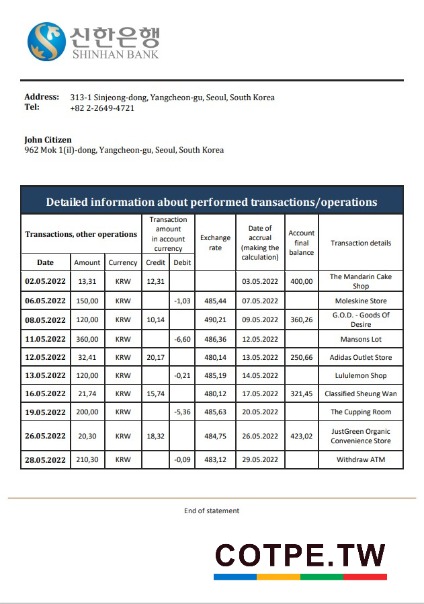 신한은행
SHINHAN BANK
Address: 313-1 Sinjeong-dong, Yangcheon-gu, Seoul, South Korea
Tel: +82 2-2649-4721
John Citizen
962 Mok 1(il)-dong, Yangcheon-gu, Seoul, South Korea
Detailed information about performed transactions/operations
Transactions, other operations | Transaction amount in account currency | Exchange rate | Date of accrual (making the calculation) | Account final balance | Transaction details
Date | Amount | Currency | Credit | Debit
02.05.2022 13,31 KRW 12,31 03.05.2022 400,00 The Mandarin Cake Shop
06.05.2022 150,00 KRW -1,03 485,44 07.05.2022 Moleskine Store
08.05.2022 120,00 KRW 10,14 490,21 09.05.2022 360,26 G.O.D. - Goods Of Desire
11.05.2022 360,00 KRW -6,60 486,36 12.05.2022 Mansons Lot
12.05.2022 32,41 KRW 20,17 480,14 13.05.2022 250,66 Adidas Outlet Store
13.05.2022 120,00 KRW -0,21 485,19 14.05.2022 Lululemon Shop
16.05.2022 21,74 KRW 15,74 480,12 17.05.2022 321,45 Classified Sheung Wan
19.05.2022 200,00 KRW -5,36 485,63 20.05.2022 The Cupping Room
26.05.2022 20,30 KRW 18,32 484,75 26.05.2022 423,02 JustGreen Organic Convenience Store
28.05.2022 210,30 KRW -0,09 483,12 29.05.2022 Withdraw ATM
End of statement
COTPE.TW